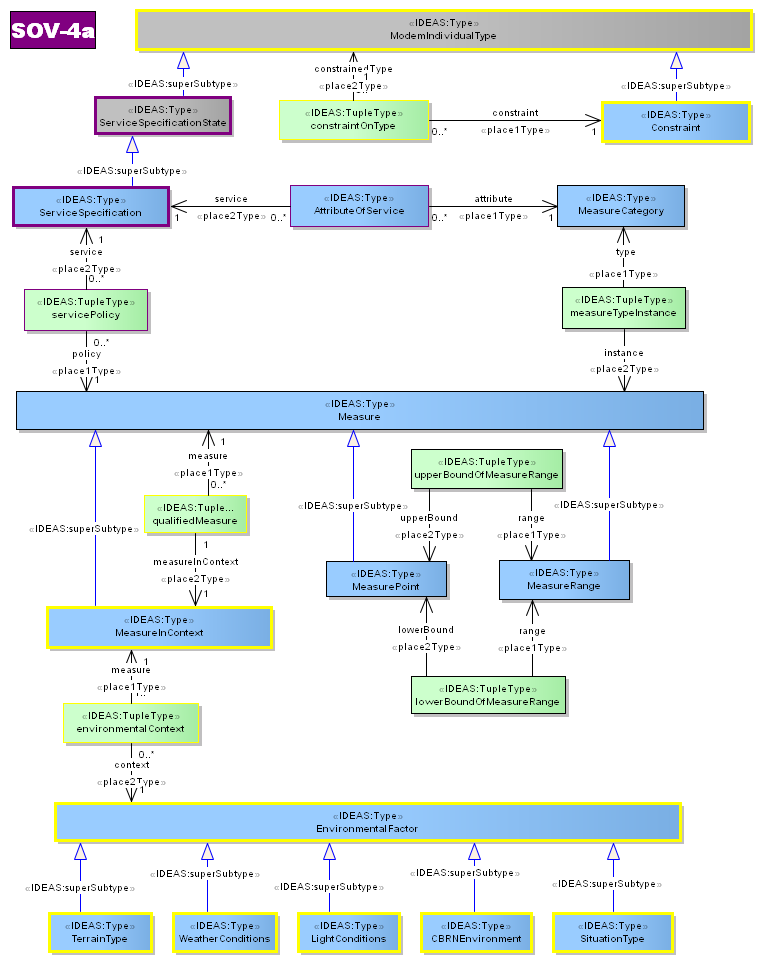 SOV-4a
«IDEAS:Type»
ModemIndividualType
«IDEAS:superSubtype»
constrainedType
1
«place2Type»
«IDEAS:superSubtype»
«IDEAS:Type»
ServiceSpecificationState
«IDEAS:TupleType»
constraintOnType
constraint
0..*
«place1Type»
1
«IDEAS:Type»
Constraint
«IDEAS:superSubtype»
«IDEAS:Type»
ServiceSpecification
service
1
«place2Type»
0..*
«IDEAS:Type»
AttributeOfService
attribute
0..*
«place1Type»
1
«IDEAS:Type»
MeasureCategory
1
service
«place2Type»
0..*
type
«place1Type»
«IDEAS:TupleType»
servicePolicy
«IDEAS:TupleType»
measureTypeInstance
0..*
policy
«place1Type»
1
instance
«place2Type»
«IDEAS:Type»
Measure
1
measure
«place1Type»
0..*
«IDEAS:TupleType»
upperBoundOfMeasureRange
«IDEAS:superSubtype»
«IDEAS:Tuple...
qualifiedMeasure
«IDEAS:superSubtype»
upperBound
«place2Type»
range
«place1Type»
«IDEAS:superSubtype»
1
measureInContext
«place2Type»
1
«IDEAS:Type»
MeasurePoint
«IDEAS:Type»
MeasureRange
«IDEAS:Type»
MeasureInContext
lowerBound
«place2Type»
range
«place1Type»
1
measure
«place1Type»
«IDEAS:TupleType»
lowerBoundOfMeasureRange
«IDEAS:TupleType»
environmentalContext
0..*
context
«place2Type»
1
«IDEAS:Type»
EnvironmentalFactor
«IDEAS:superSubtype»
«IDEAS:superSubtype»
«IDEAS:superSubtype»
«IDEAS:superSubtype»
«IDEAS:superSubtype»
«IDEAS:Type»
TerrainType
«IDEAS:Type»
WeatherConditions
«IDEAS:Type»
LightConditions
«IDEAS:Type»
CBRNEnvironment
«IDEAS:Type»
SituationType